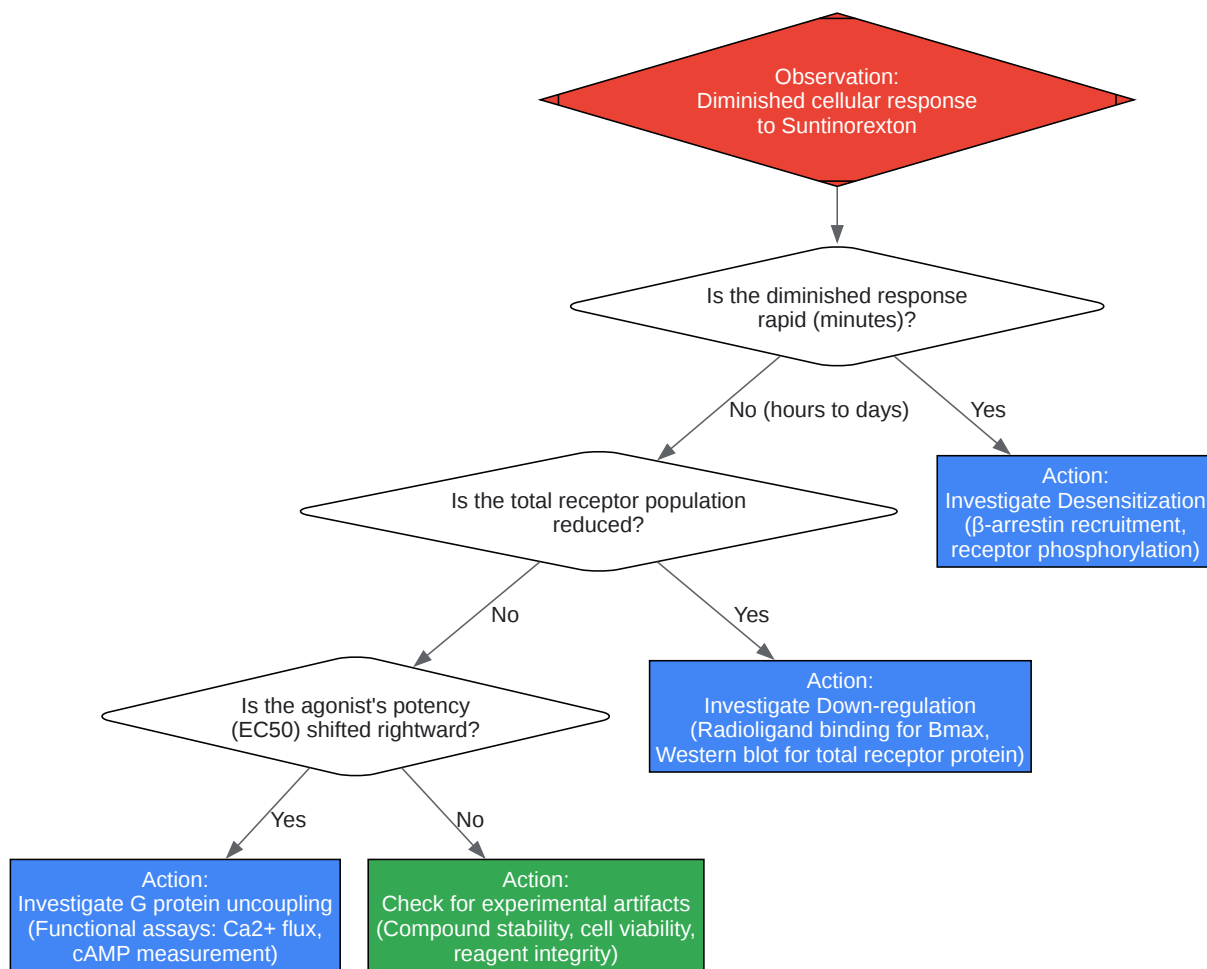 Observation:
Diminished cellular response
to Suntinorexton
Is the diminished response
rapid (minutes)?
No (hours to days)
Yes
Is the total receptor population
reduced?
Action:
Investigate Desensitization
(β-arrestin recruitment,
receptor phosphorylation)
No
Yes
Is the agonist's potency
(EC50) shifted rightward?
Action:
Investigate Down-regulation
(Radioligand binding for Bmax,
Western blot for total receptor protein)
Yes
No
Action:
Investigate G protein uncoupling
(Functional assays: Ca2+ flux,
cAMP measurement)
Action:
Check for experimental artifacts
(Compound stability, cell viability,
reagent integrity)